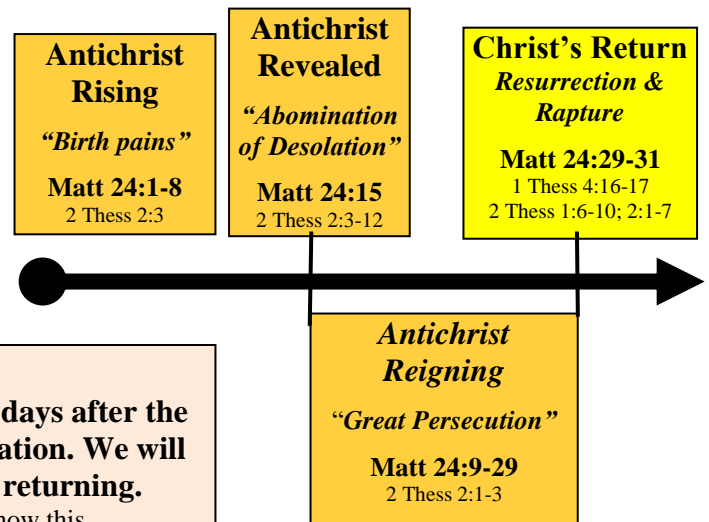 Antichrist
Rising
“Birth pains”
Matt 24:1-8
2 Thess 2:3
Antichrist
Revealed
“Abomination
of Desolation”
Matt 24:15
2 Thess 2:3-12
Christ’s Return
Resurrection &
Rapture
Matt 24:29-31
1 Thess 4:16-17
2 Thess 1:6-10; 2:1-7
Antichrist
Reigning
“Great Persecution”
Matt 24:9-29
2 Thess 2:1-3
days after the
ation. We will
returning.
now this